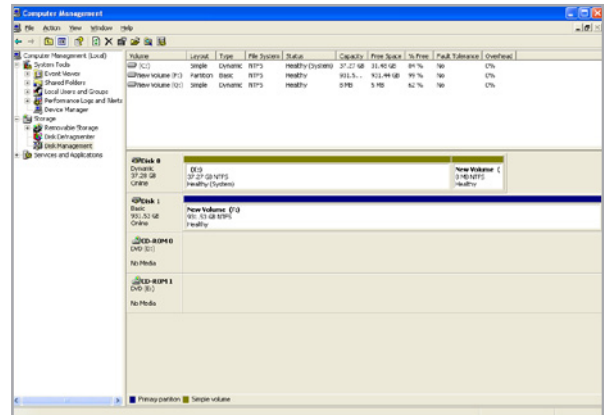 Computer Management
File Action View Window Help
Computer Management (Local)
System Tools
Event Viewer
Shared Folders
Local Users and Groups
Performance Logs and Alerts
Device Manager
Storage
Removable Storage
Disk Defragmenter
Disk Management
Services and Applications
Volume Layout Type File System Status Capacity Free Space % Free Fault Tolerance Overhead
(C:) Simple Dynamic NTFS Healthy (System) 37.27 GB 31.48 GB 84 % No 0%
New Volume (F:) Partition Basic NTFS Healthy 931.5... 931.44 GB 99 % No 0%
New Volume Simple Dynamic NTFS Healthy 8 MB 5 MB 62 % No 0%
Disk 0
Dynamic
37.28 GB
Online
(C:)
37.27 GB NTFS
Healthy (System)
New Volume (
8 MB NTFS
Healthy
Disk 1
Basic
931.52 GB
Online
New Volume
NTFS
Healthy
CD-ROM 0
DVD (D:)
No Media
CD-ROM 1
DVD (E:)
No Media
Primary partition Simple volume